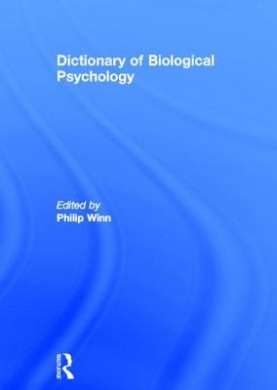 Dictionary of Biological
Psychology
Edited by
Philip Winn
ROUTLEDGE